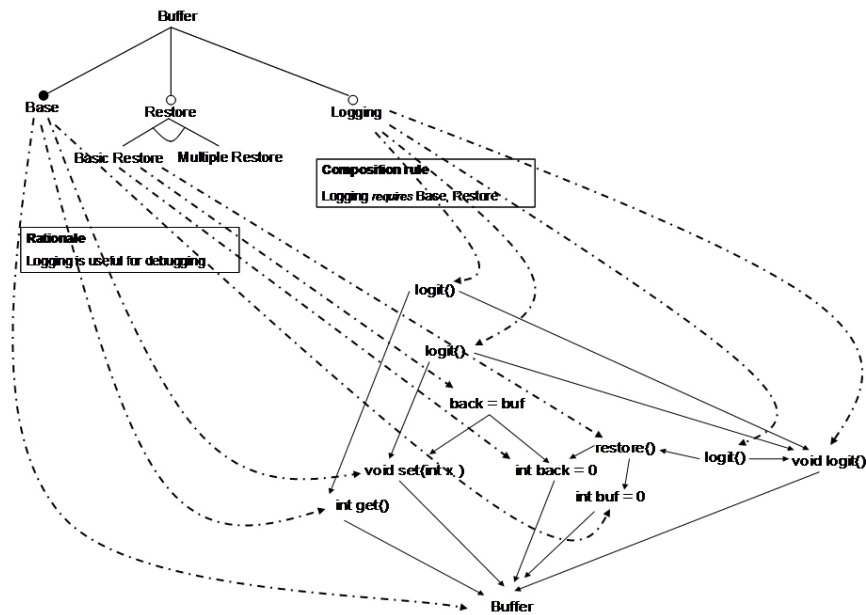 Buffer
Base
Restore
Logging
Basic Restore
Multiple Restore
Composition rule
Logging requires Base, Restore
Rationale
Logging is useful for debugging
logit()
logit()
back = buf
restore()
logit()
void logit()
void set(int x, )
int back = 0
int get()
int buf = 0
Buffer